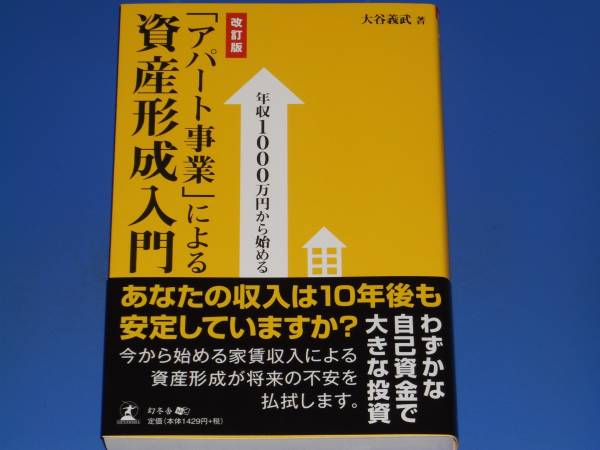 大谷義武 著
改訂版
「アパート事業」による
資産形成入門
年収1000万円から始める
あなたの収入は10年後も
安定していますか?
わずかな
自己資金で
大きな投資
今から始める家賃収入による
資産形成が将来の不安を
払拭します。
幻冬舎 MC
定価(本体1429円+税)